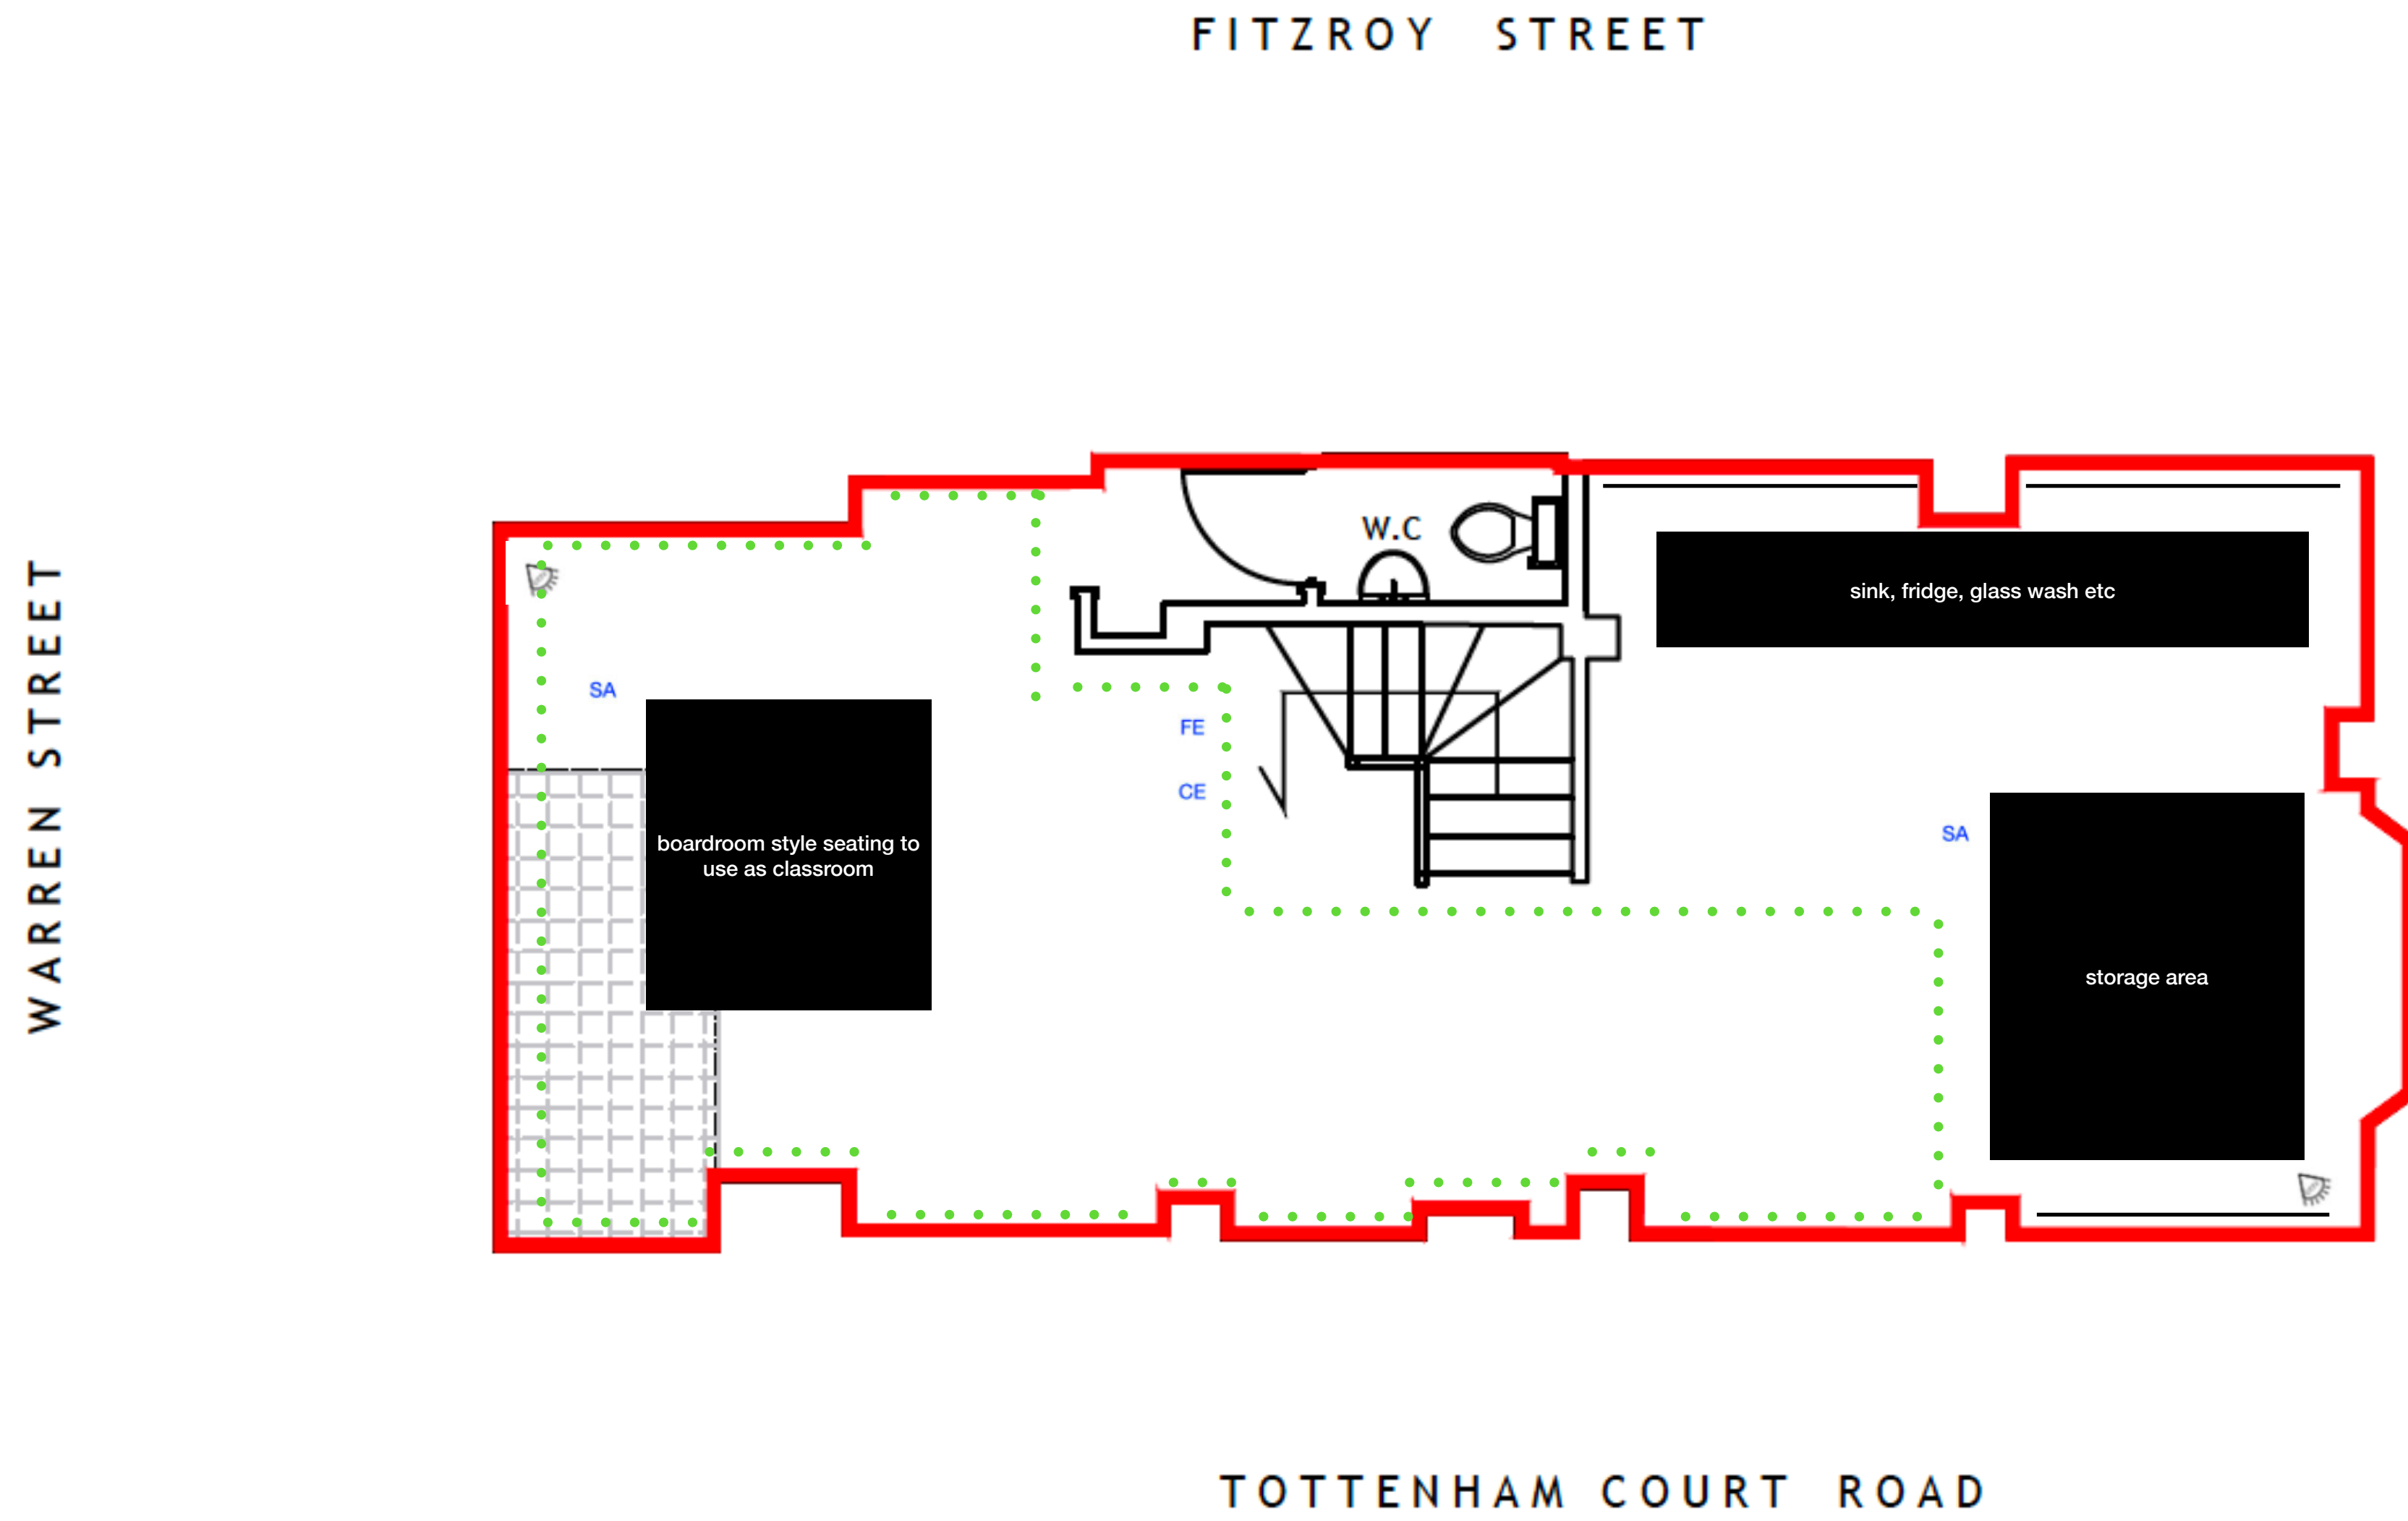 FITZROY STREET
WARREN STREET
W.C
sink, fridge, glass wash etc
SA
FE
CE
boardroom style seating to
use as classroom
SA
storage area
TOTTENHAM COURT ROAD